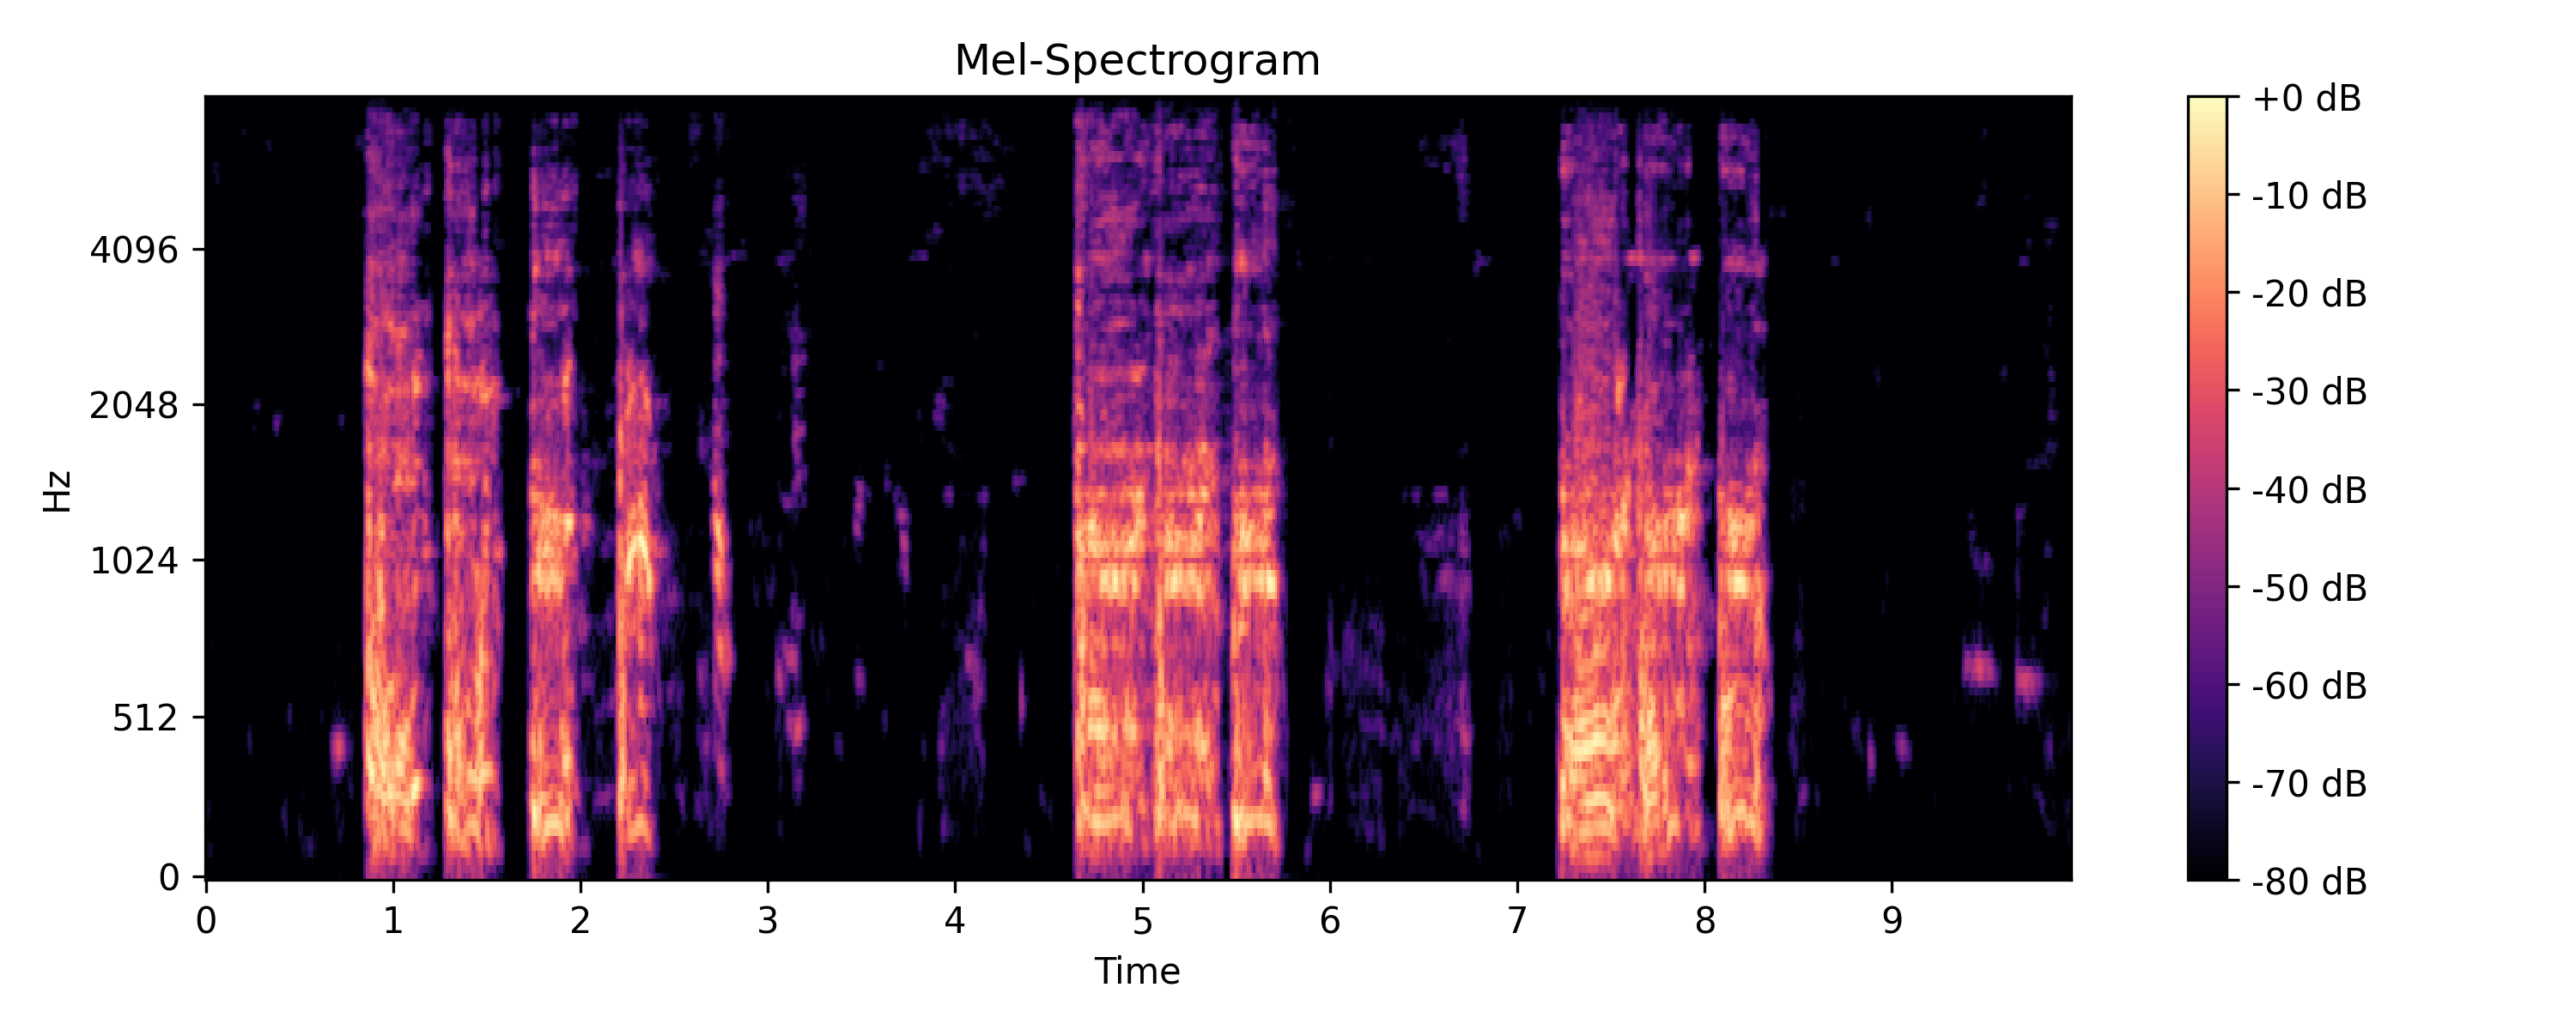 Mel-Spectrogram
+0 dB
-10 dB
-20 dB
-30 dB
-40 dB
-50 dB
-60 dB
-70 dB
-80 dB
4096
2048
1024
512
0
Hz
0 1 2 3 4 5 6 7 8 9
Time